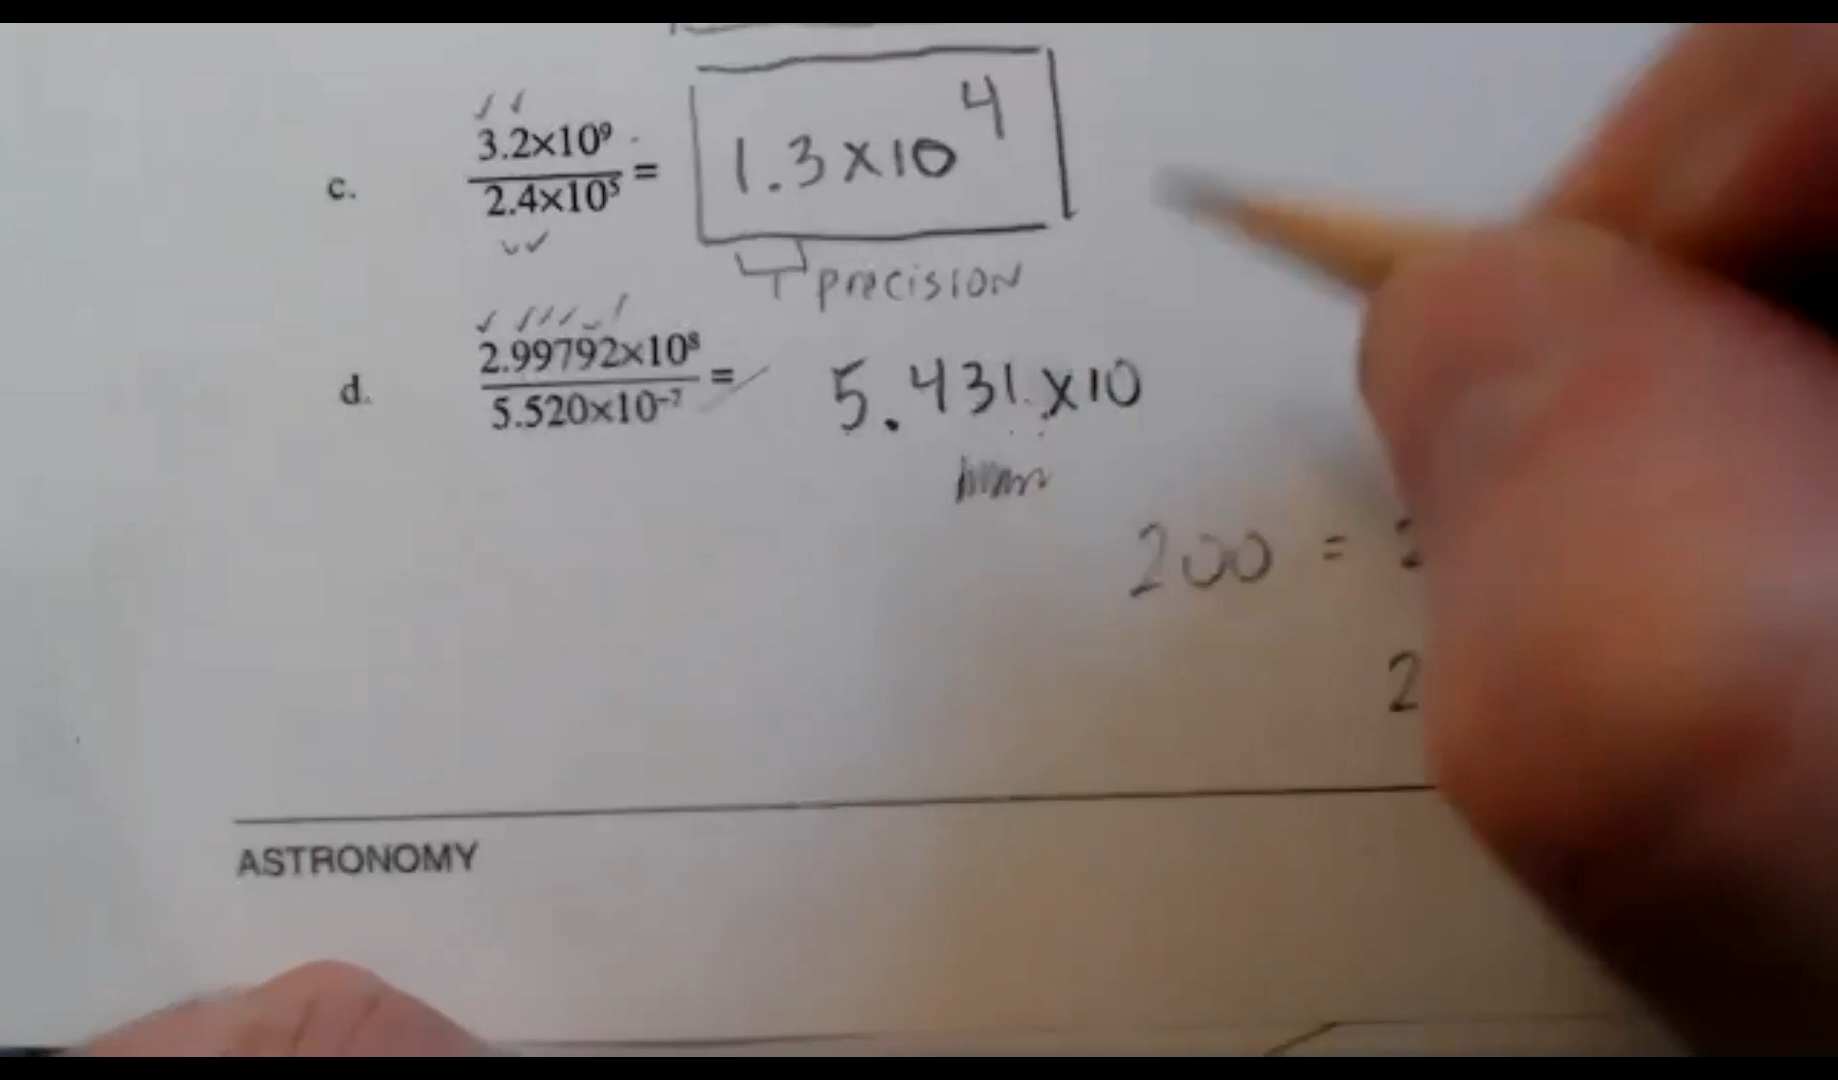 c. 3.2×10⁹ / 2.4×10⁵ = 1.3×10⁴
precision
d. 2.99792×10⁸ / 5.520×10⁻⁷ = 5.431×10
200 =
2
ASTRONOMY